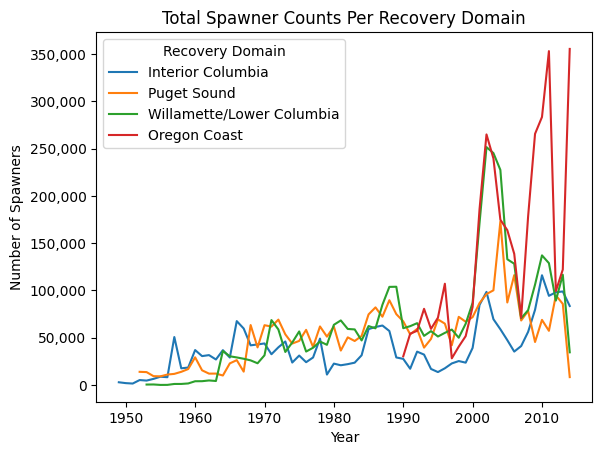 Total Spawner Counts Per Recovery Domain
Recovery Domain
Interior Columbia
Puget Sound
Willamette/Lower Columbia
Oregon Coast
Number of Spawners
350,000
300,000
250,000
200,000
150,000
100,000
50,000
0
1950
1960
1970
1980
1990
2000
2010
Year